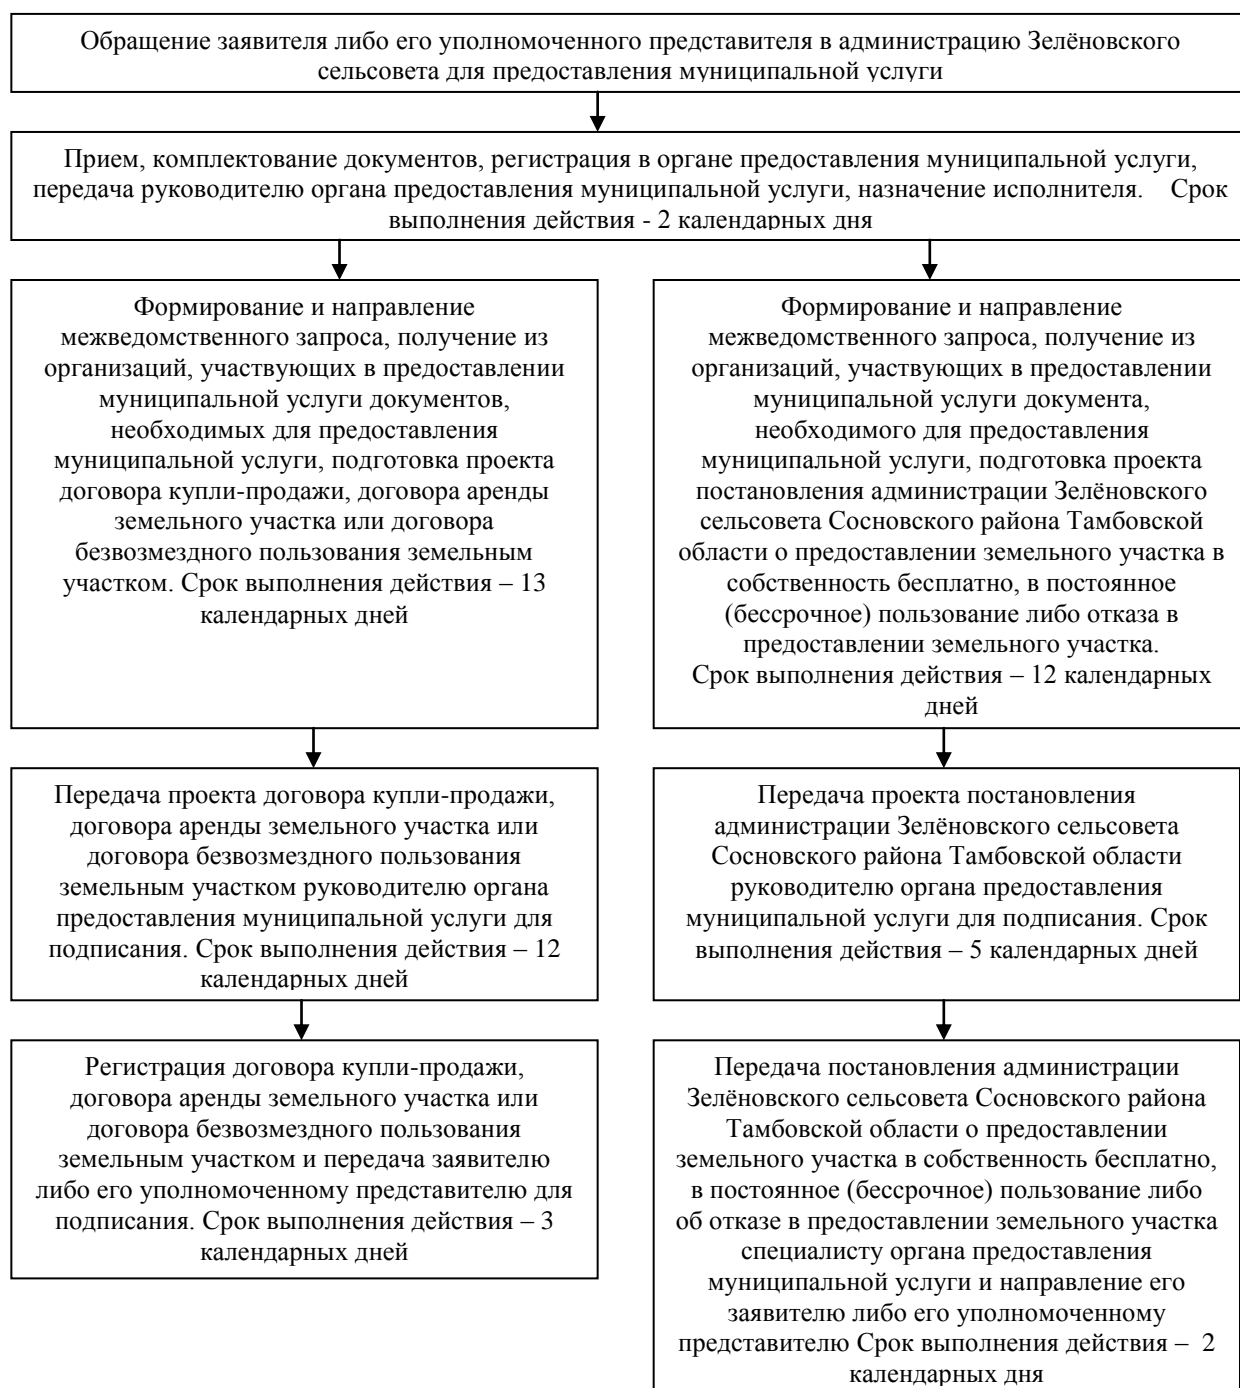 Обращение заявителя либо его уполномоченного представителя в администрацию Зелёновского
сельсовета для предоставления муниципальной услуги
Прием, комплектование документов, регистрация в органе предоставления муниципальной услуги,
передача руководителю органа предоставления муниципальной услуги, назначение исполнителя. Срок
выполнения действия - 2 календарных дня
Формирование и направление
межведомственного запроса, получение из
организаций, участвующих в предоставлении
муниципальной услуги документов,
необходимых для предоставления
муниципальной услуги, подготовка проекта
договора купли-продажи, договора аренды
земельного участка или договора
безвозмездного пользования земельным
участком. Срок выполнения действия – 13
календарных дней
Формирование и направление
межведомственного запроса, получение из
организаций, участвующих в предоставлении
муниципальной услуги документа,
необходимого для предоставления
муниципальной услуги, подготовка проекта
постановления администрации Зелёновского
сельсовета Сосновского района Тамбовской
области о предоставлении земельного участка в
собственность бесплатно, в постоянное
(бессрочное) пользование либо отказа в
предоставлении земельного участка.
Срок выполнения действия – 12 календарных
дней
Передача проекта договора купли-продажи,
договора аренды земельного участка или
договора безвозмездного пользования
земельным участком руководителю органа
предоставления муниципальной услуги для
подписания. Срок выполнения действия – 12
календарных дней
Передача проекта постановления
администрации Зелёновского сельсовета
Сосновского района Тамбовской области
руководителю органа предоставления
муниципальной услуги для подписания. Срок
выполнения действия – 5 календарных дней
Регистрация договора купли-продажи,
договора аренды земельного участка или
договора безвозмездного пользования
земельным участком и передача заявителю
либо его уполномоченному представителю для
подписания. Срок выполнения действия – 3
календарных дней
Передача постановления администрации
Зелёновского сельсовета Сосновского района
Тамбовской области о предоставлении
земельного участка в собственность бесплатно,
в постоянное (бессрочное) пользование либо
об отказе в предоставлении земельного участка
специалисту органа предоставления
муниципальной услуги и направление его
заявителю либо его уполномоченному
представителю Срок выполнения действия – 2
календарных дня